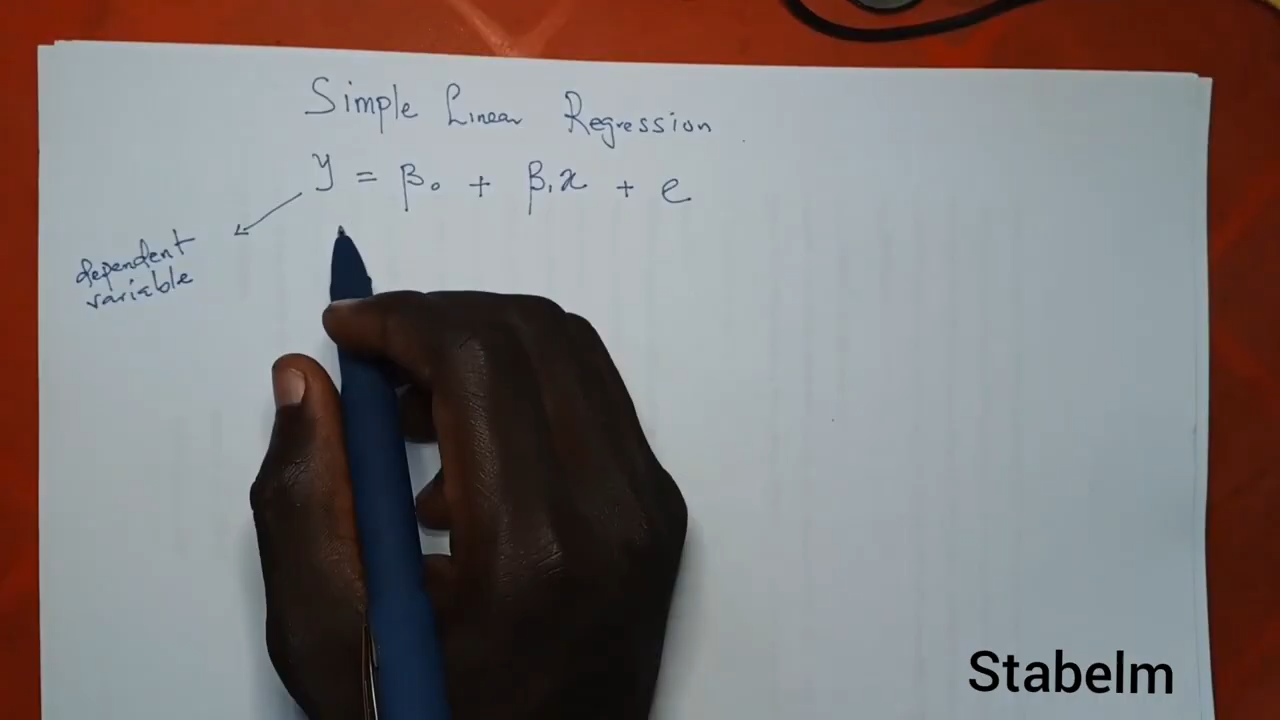 Simple Linear Regression
y = β₀ + β₁x + e
dependent
variable
Stabelm